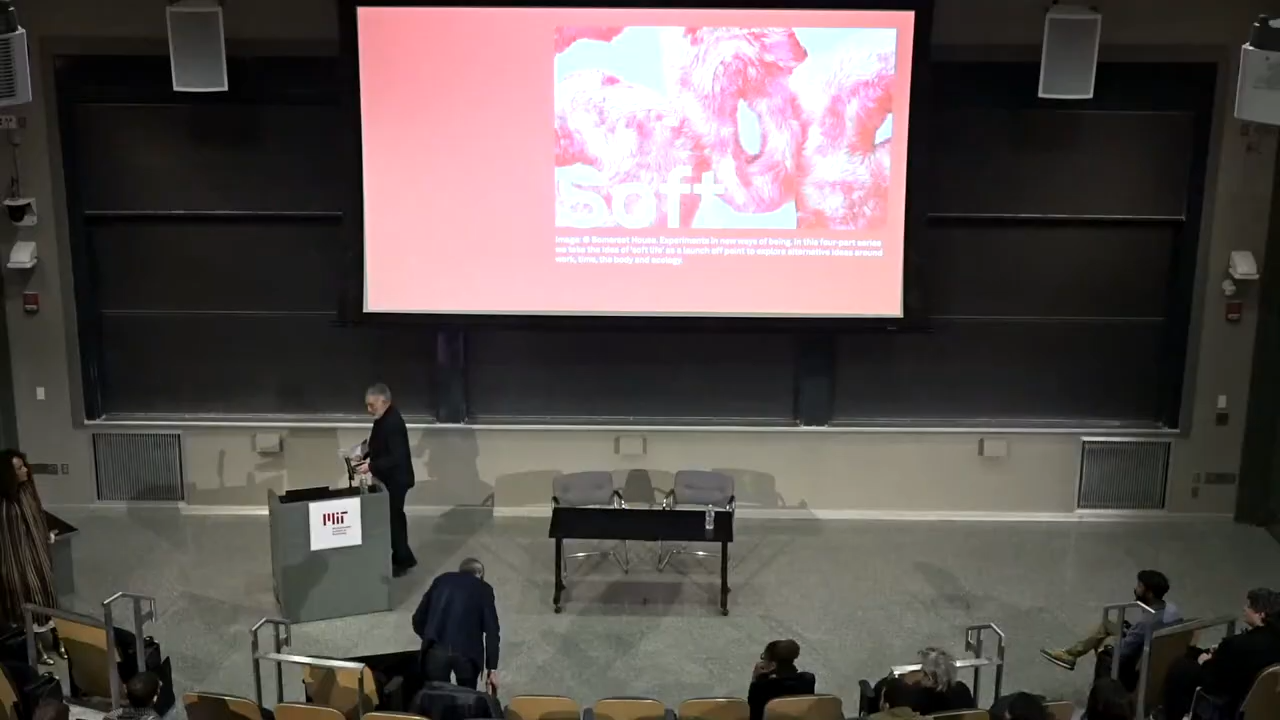 Soft
Image: © Somerset House. Experiments in new ways of being. In this four-part series
we take the idea of 'soft life' as a launch off point to explore alternative ideas around
work, time, the body and ecology.
MIT